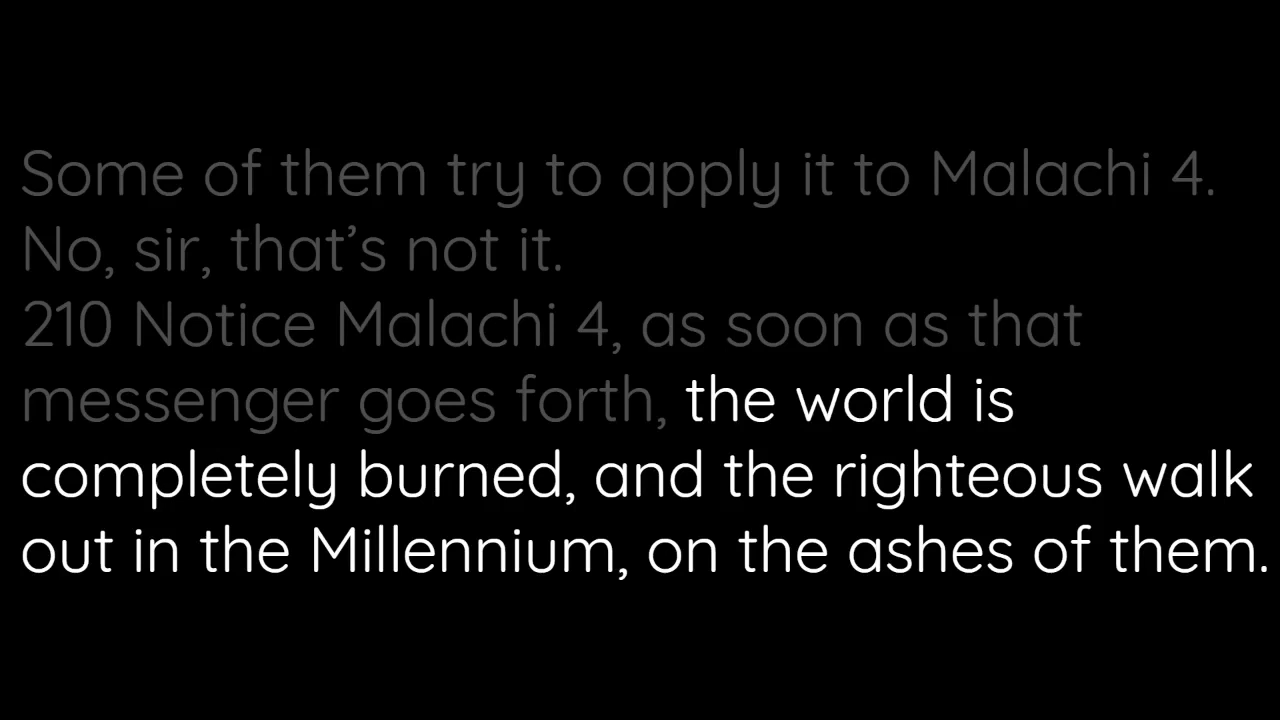 Some of them try to apply it to Malachi 4.
No, sir, that’s not it.
210 Notice Malachi 4, as soon as that
messenger goes forth, the world is
completely burned, and the righteous walk
out in the Millennium, on the ashes of them.